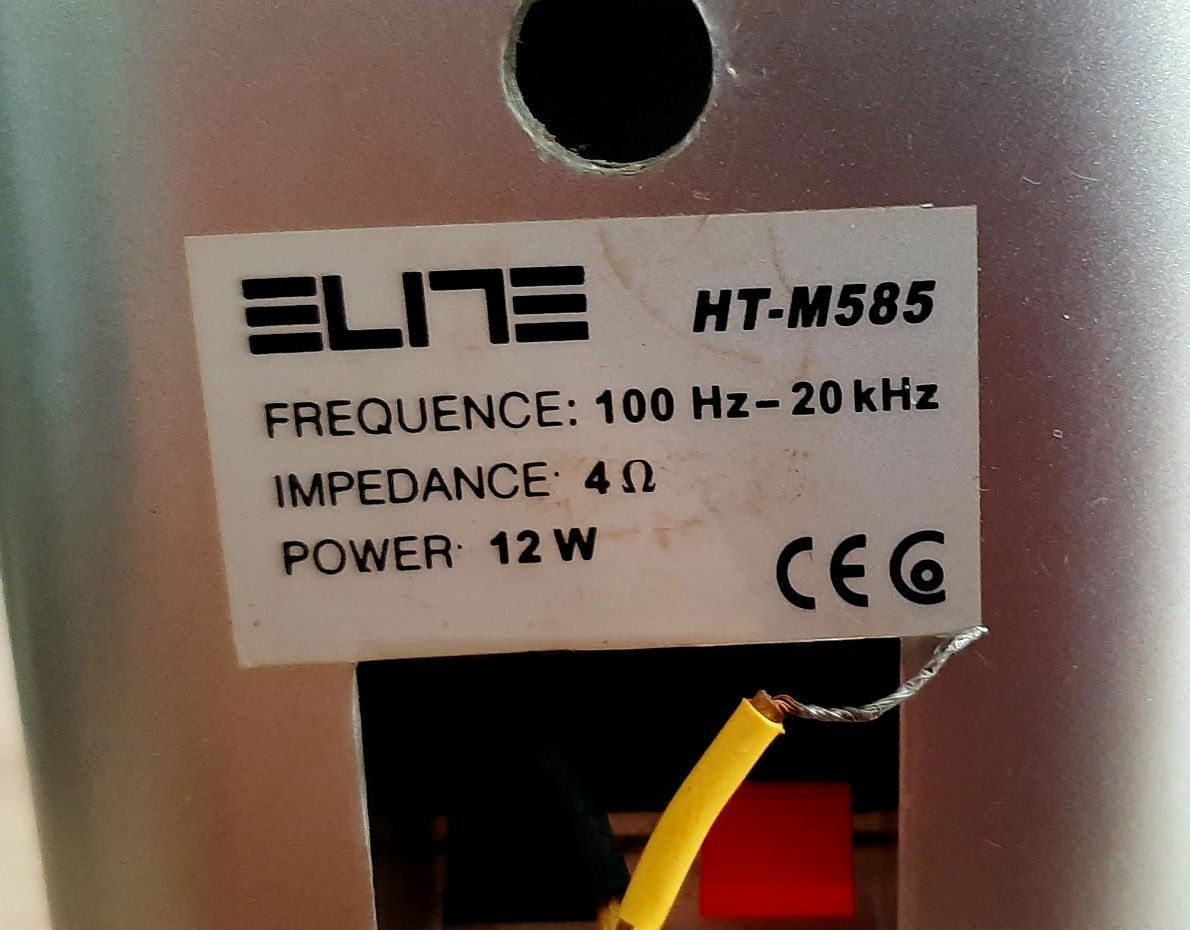 ELITE HT-M585
FREQUENCE: 100 Hz – 20 kHz
IMPEDANCE: 4 Ω
POWER: 12 W
CE